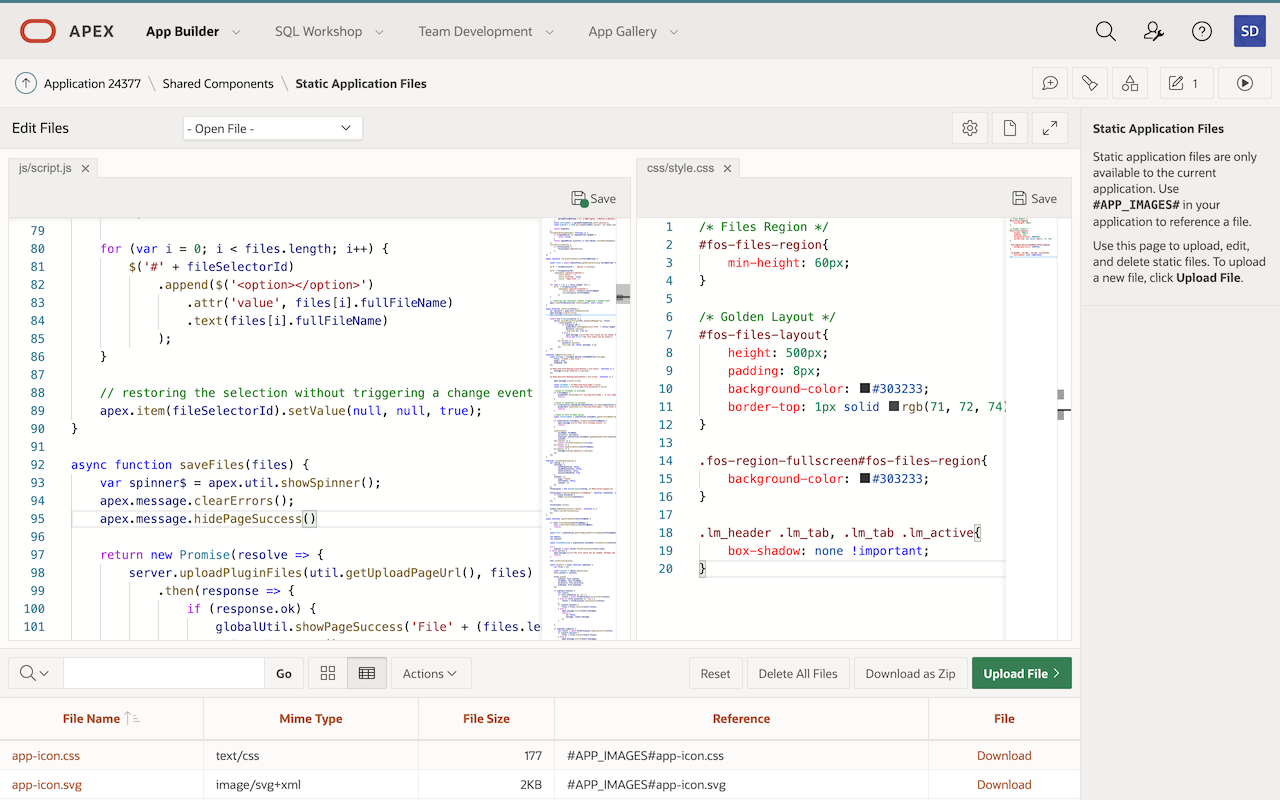 APEX App Builder SQL Workshop Team Development App Gallery SD
Application 24377 \ Shared Components \ Static Application Files 1
Edit Files - Open File -
js/script.js
Save
79
80 for (var i = 0; i < files.length; i++) {
81 $('#' + fileSelectorId)
82 .append($('<option></option>')
83 .attr('value', files[i].fullFileName)
84 .text(files[i].fullFileName)
85 );
86 }
87
88 // restoring the selection without triggering a change event
89 apex.item(fileSelectorId).setValue(null, null, true);
90 }
91
92 async function saveFiles(files) {
93 var spinner$ = apex.util.showSpinner();
94 apex.message.clearErrors();
95 apex.message.hidePageSuccess()
96
97 return new Promise(resolve => {
98 server.uploadPluginFiles(util.getUploadPageUrl(), files)
99 .then(response => {
100 if (response.ok) {
101 globalUtil.showPageSuccess('File' + (files.le
css/style.css
Save
1 /* Files Region */
2 #fos-files-region{
3 min-height: 60px;
4 }
5
6 /* Golden Layout */
7 #fos-files-layout{
8 height: 500px;
9 padding: 8px;
10 background-color: #303233;
11 border-top: 1px solid rgb(71, 72, 74)
12 }
13
14 .fos-region-fullscreen#fos-files-region{
15 background-color: #303233;
16 }
17
18 .lm_header .lm_tab, .lm_tab .lm_active{
19 box-shadow: none !important;
20 }
Static Application Files
Static application files are only
available to the current
application. Use
#APP_IMAGES# in your
application to reference a file.
Use this page to upload, edit,
and delete static files. To upload
a new file, click Upload File.
Go Actions Reset Delete All Files Download as Zip Upload File
File Name Mime Type File Size Reference File
app-icon.css text/css 177 #APP_IMAGES#app-icon.css Download
app-icon.svg image/svg+xml 2KB #APP_IMAGES#app-icon.svg Download